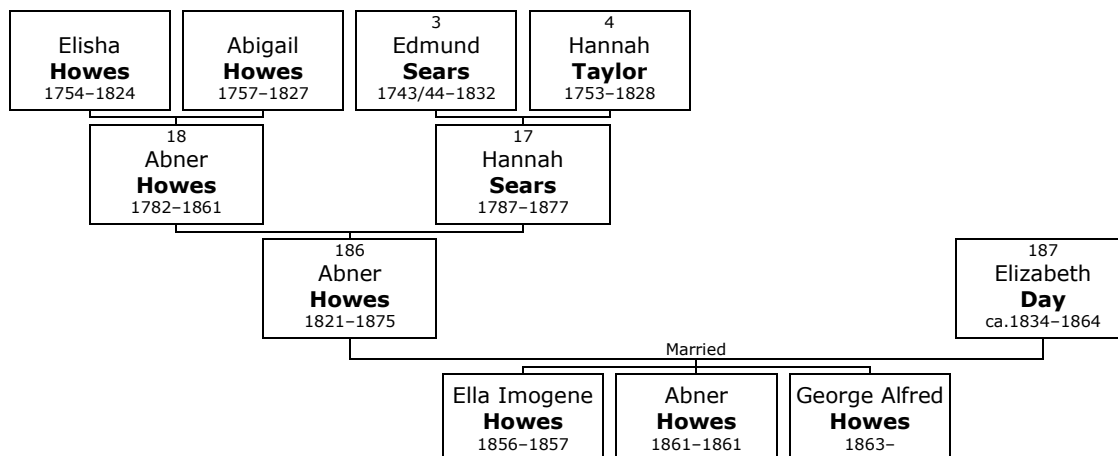 Elisha
Howes
1754–1824
Abigail
Howes
1757–1827
3
Edmund
Sears
1743/44–1832
4
Hannah
Taylor
1753–1828
18
Abner
Howes
1782–1861
17
Hannah
Sears
1787–1877
186
Abner
Howes
1821–1875
187
Elizabeth
Day
ca.1834–1864
Married
Ella Imogene
Howes
1856–1857
Abner
Howes
1861–1861
George Alfred
Howes
1863–